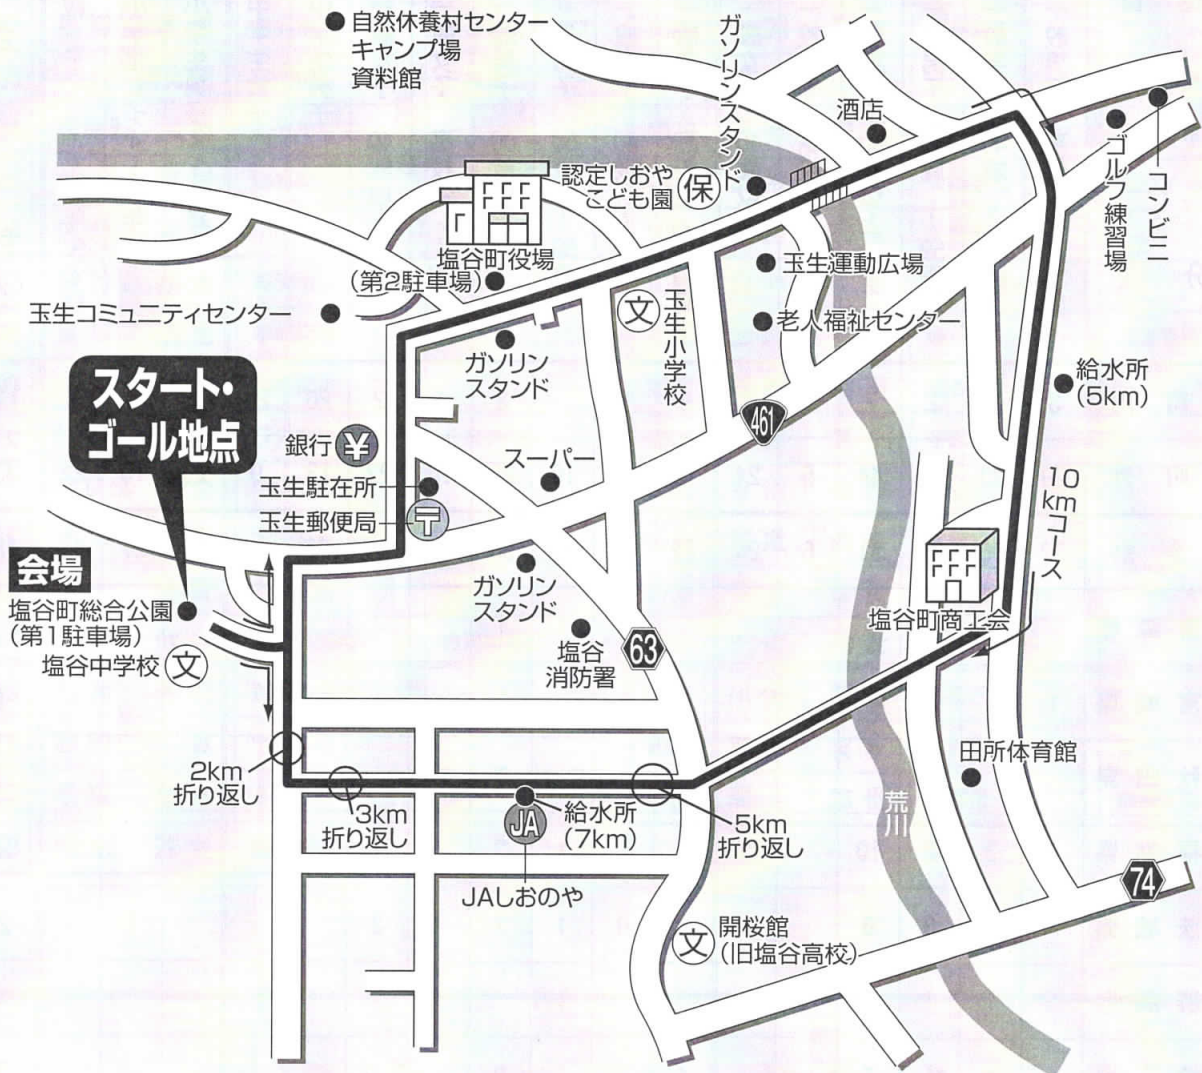 自然休養村センター
キャンプ場
資料館
ガソリンスタンド
酒店
コンビニ
ゴルフ練習場
認定しおや
こども園
保
塩谷町役場
(第2駐車場)
玉生運動広場
文
玉生小学校
老人福祉センター
玉生コミュニティセンター
ガソリン
スタンド
給水所
(5km)
スタート・
ゴール地点
461
銀行
¥
スーパー
玉生駐在所
玉生郵便局
〒
10kmコース
会場
塩谷町総合公園
(第1駐車場)
塩谷中学校
文
ガソリン
スタンド
塩谷町商工会
塩谷
消防署
63
2km
折り返し
3km
折り返し
JA
給水所
(7km)
5km
折り返し
田所体育館
荒川
JAしおのや
74
文
開桜館
(旧塩谷高校)